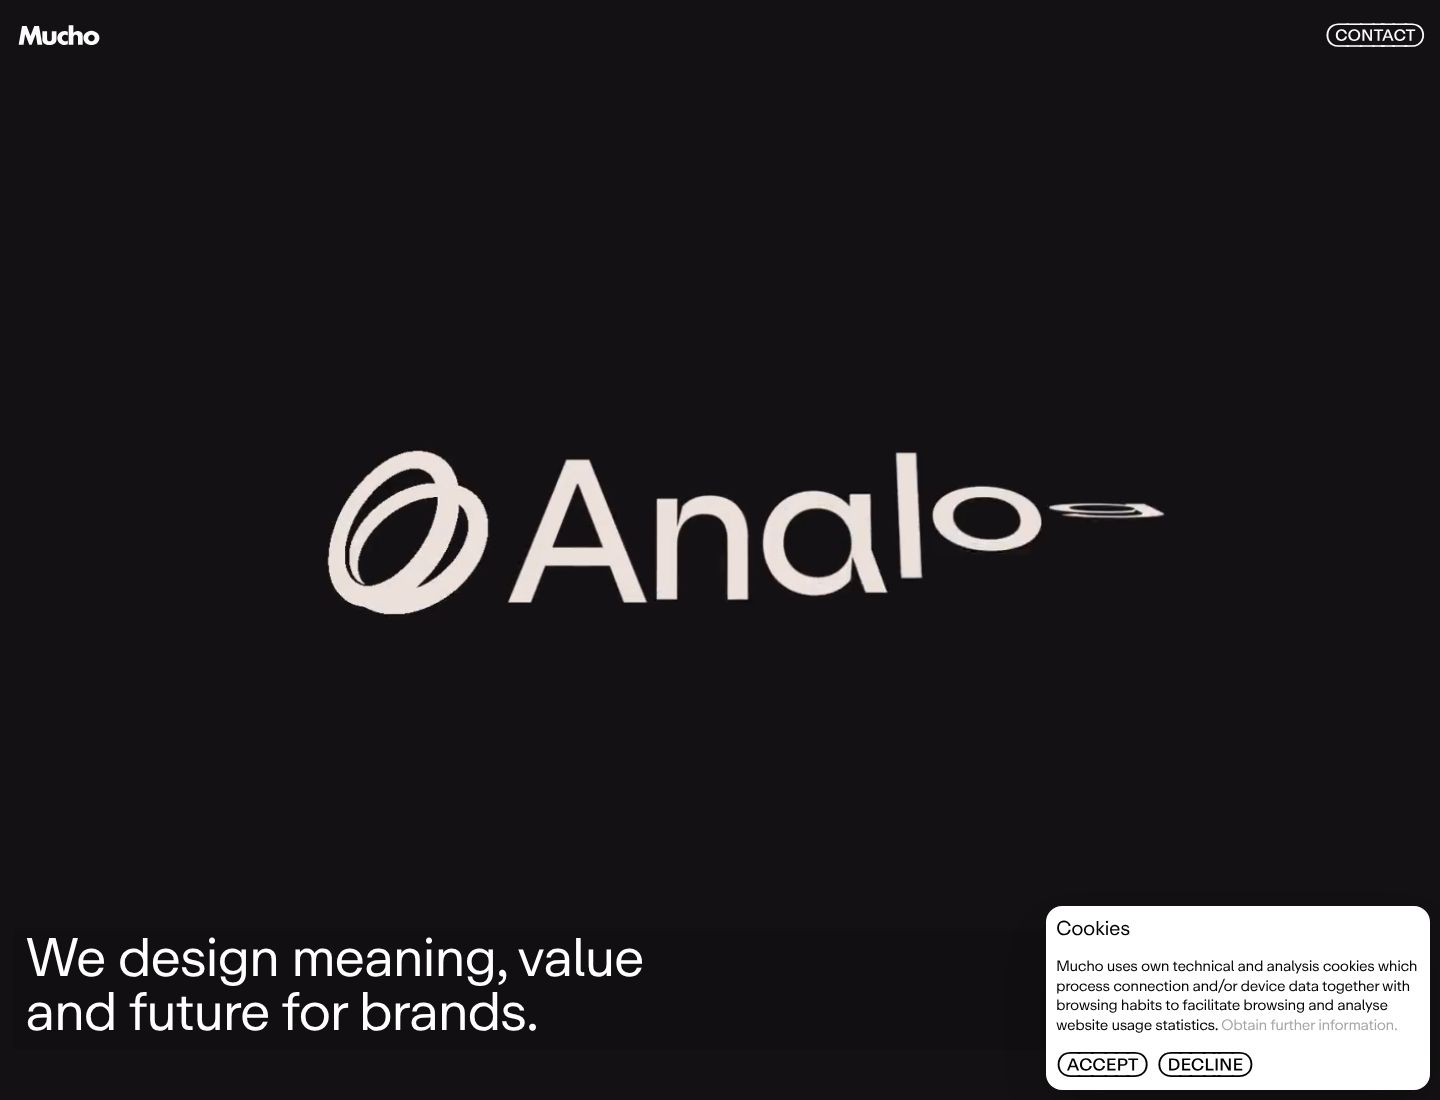 Mucho
CONTACT
Analo
We design meaning, value
and future for brands.
Cookies
Mucho uses own technical and analysis cookies which
process connection and/or device data together with
browsing habits to facilitate browsing and analyse
website usage statistics. Obtain further information.
ACCEPT
DECLINE